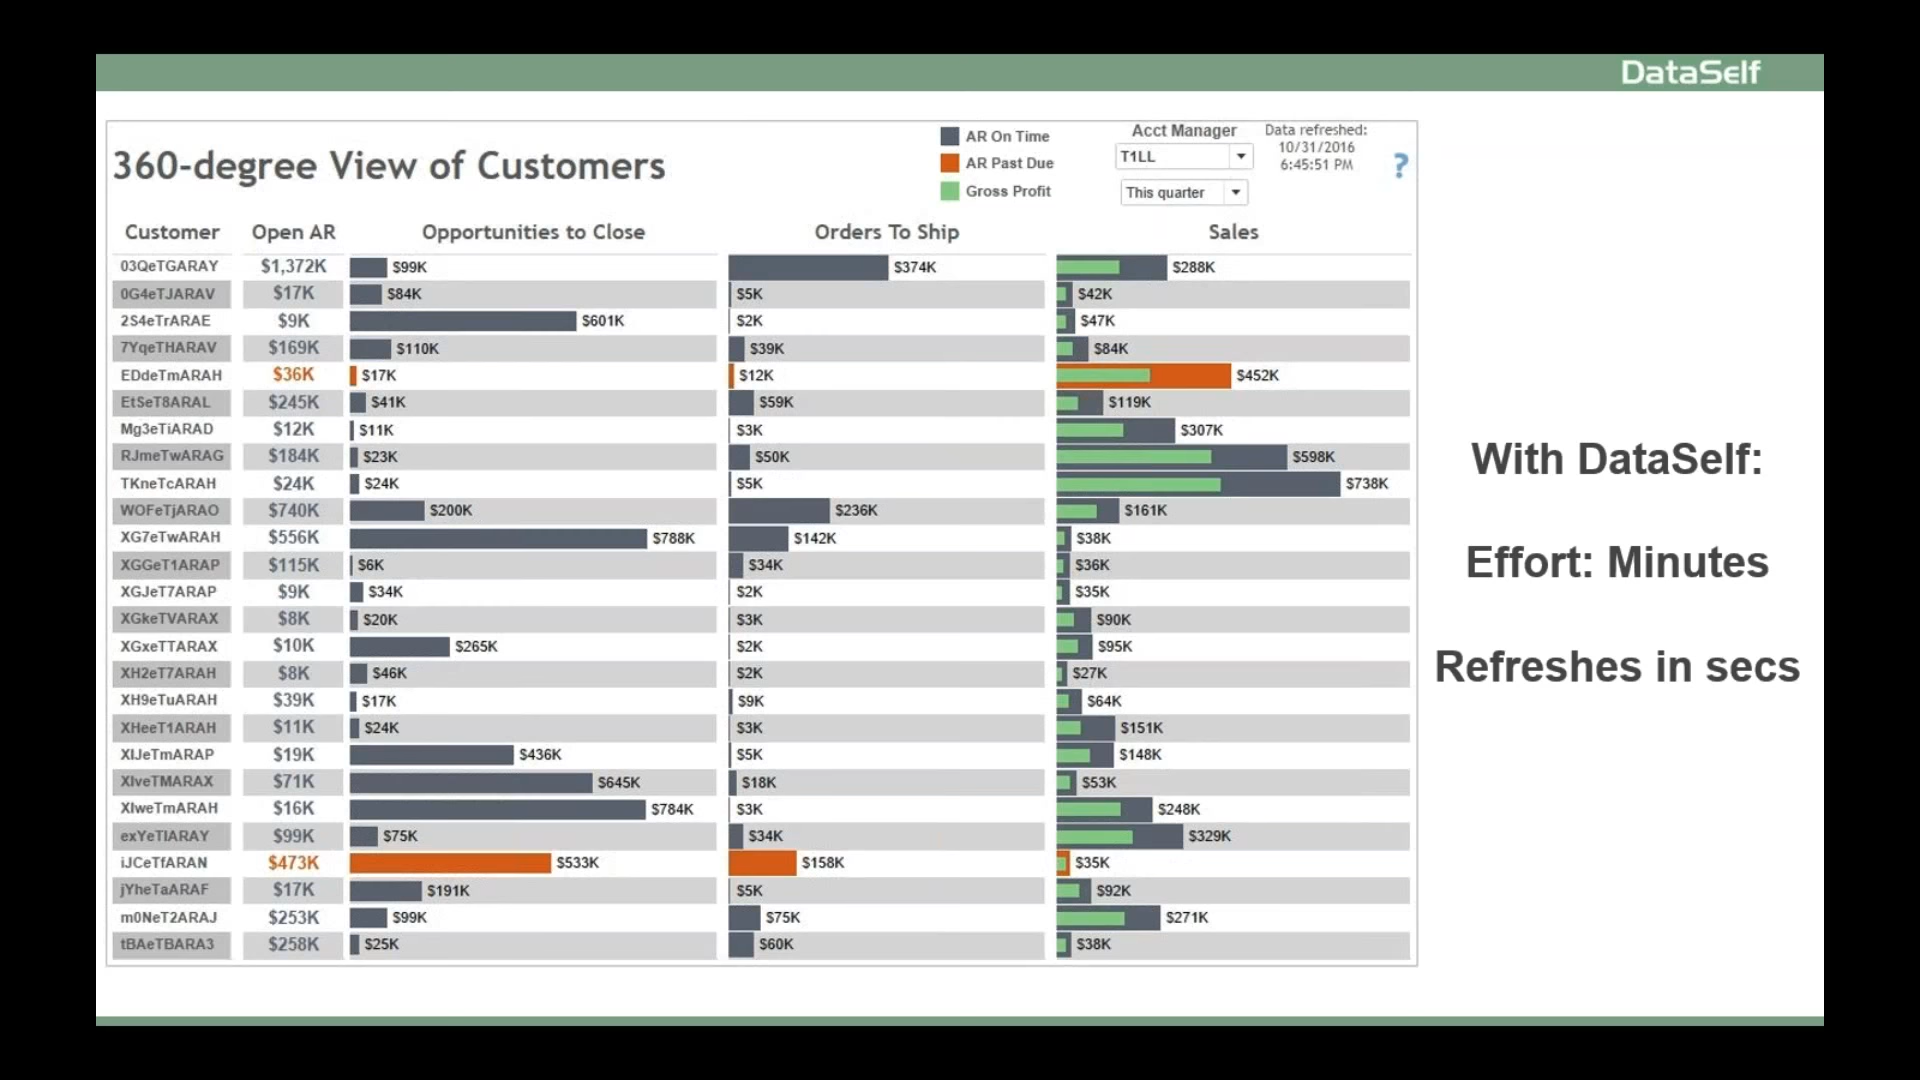 DataSelf
360-degree View of Customers
AR On Time
AR Past Due
Gross Profit
Acct Manager
T1LL
This quarter
Data refreshed:
10/31/2016
6:45:51 PM
?
Customer Open AR Opportunities to Close Orders To Ship Sales
03QeTGARAY $1,372K $99K $374K $288K
0G4eTJARAV $17K $84K $5K $42K
2S4eTrARAE $9K $601K $2K $47K
7YqeTHARAV $169K $110K $39K $84K
EDdeTmARAH $36K $17K $12K $452K
EtSeT8ARAL $245K $41K $59K $119K
Mg3eTiARAD $12K $11K $3K $307K
RJmeTwARAG $184K $23K $50K $598K
TKneTcARAH $24K $24K $5K $738K
WOFeTjARAO $740K $200K $236K $161K
XG7eTwARAH $556K $788K $142K $38K
XGGeT1ARAP $115K $6K $34K $36K
XGJeT7ARAP $9K $34K $2K $35K
XGkeTVARAX $8K $20K $3K $90K
XGxeTTARAX $10K $265K $2K $95K
XH2eT7ARAH $8K $46K $2K $27K
XH9eTuARAH $39K $17K $9K $64K
XHeeT1ARAH $11K $24K $3K $151K
XIJeTmARAP $19K $436K $5K $148K
XIveTMARAX $71K $645K $18K $53K
XIweTmARAH $16K $784K $3K $248K
exYeTIARAY $99K $75K $34K $329K
iJCeTfARAN $473K $533K $158K $35K
jYheTaARAF $17K $191K $5K $92K
m0NeT2ARAJ $253K $99K $75K $271K
tBAeTBARA3 $258K $25K $60K $38K
With DataSelf:
Effort: Minutes
Refreshes in secs